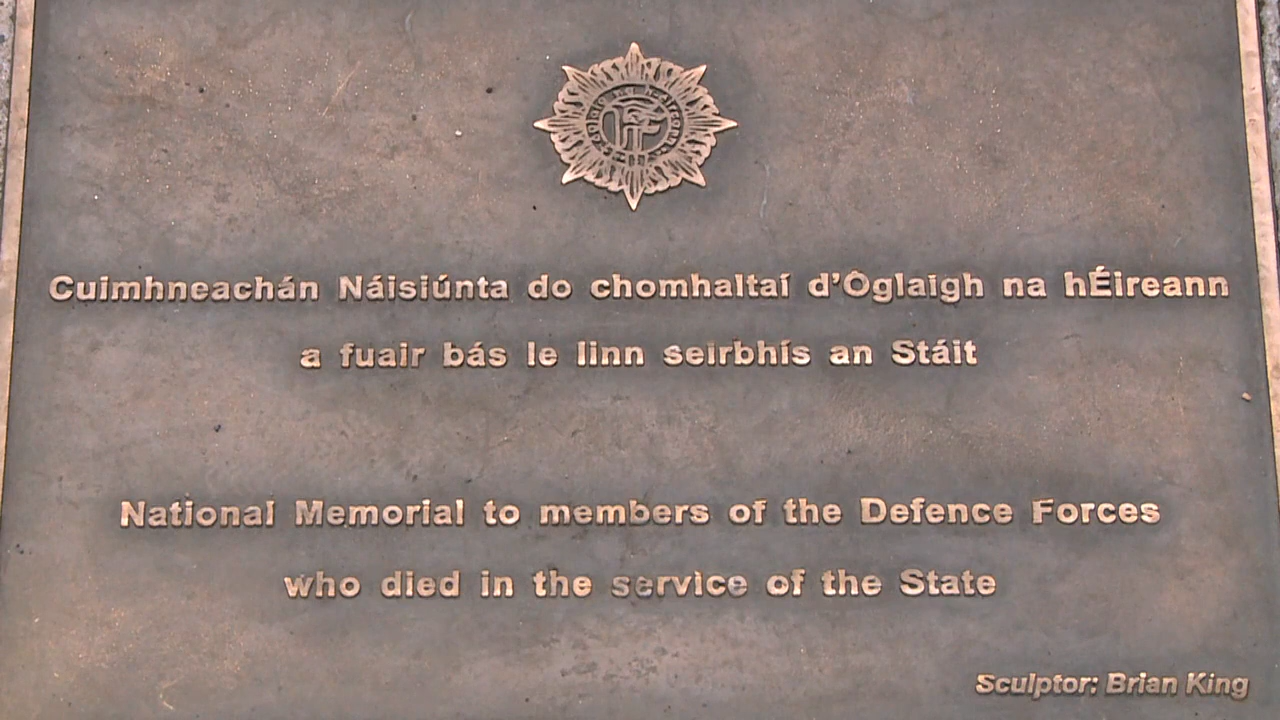 Cuimhneachán Náisiúnta do chomhaltaí d'Óglaigh na hÉireann
a fuair bás le linn seirbhís an Stáit
National Memorial to members of the Defence Forces
who died in the service of the State
Sculptor: Brian King